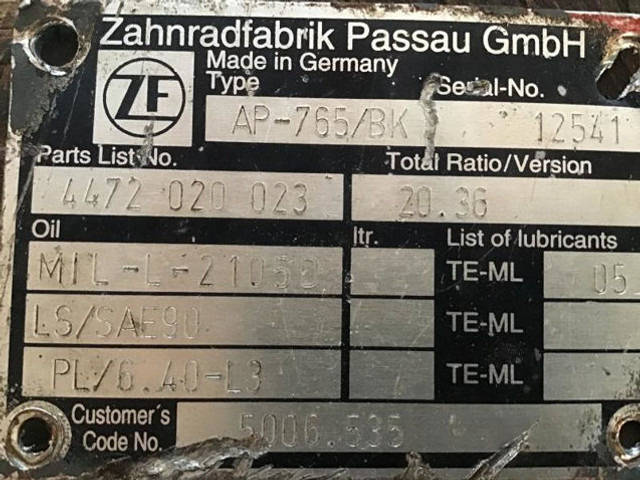 Zahnradfabrik Passau GmbH
ZF
Made in Germany
Type Serial-No.
AP-765/BK 12541
Parts List No. Total Ratio/Version
4472 020 023 20.36
Oil ltr. List of lubricants
MIL-L-2105D TE-ML 05
LS/SAE90 TE-ML
PL/6.40-L3 TE-ML
Customer's
Code No. 5006.535